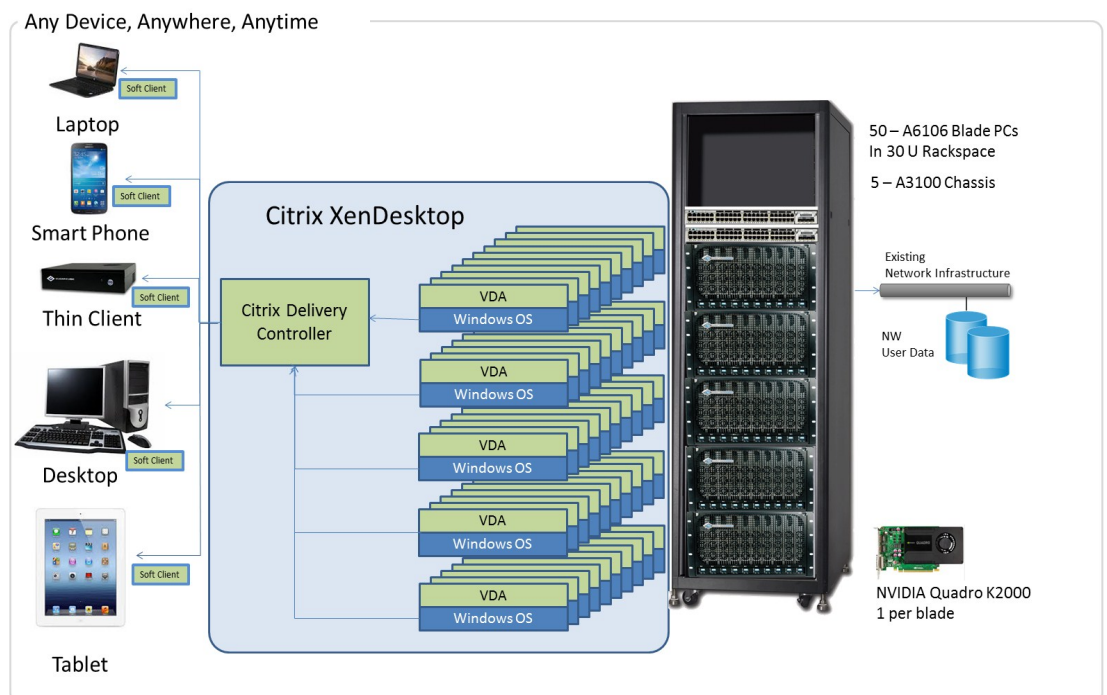 Any Device, Anywhere, Anytime
Soft Client
Laptop
Soft Client
Smart Phone
Soft Client
Thin Client
Soft Client
Desktop
Soft Client
Tablet
Citrix XenDesktop
Citrix Delivery
Controller
VDA
Windows OS
VDA
Windows OS
VDA
Windows OS
VDA
Windows OS
VDA
Windows OS
50 – A6106 Blade PCs
In 30 U Rackspace
5 – A3100 Chassis
Existing
Network Infrastructure
NW
User Data
QUADRO
NVIDIA Quadro K2000
1 per blade